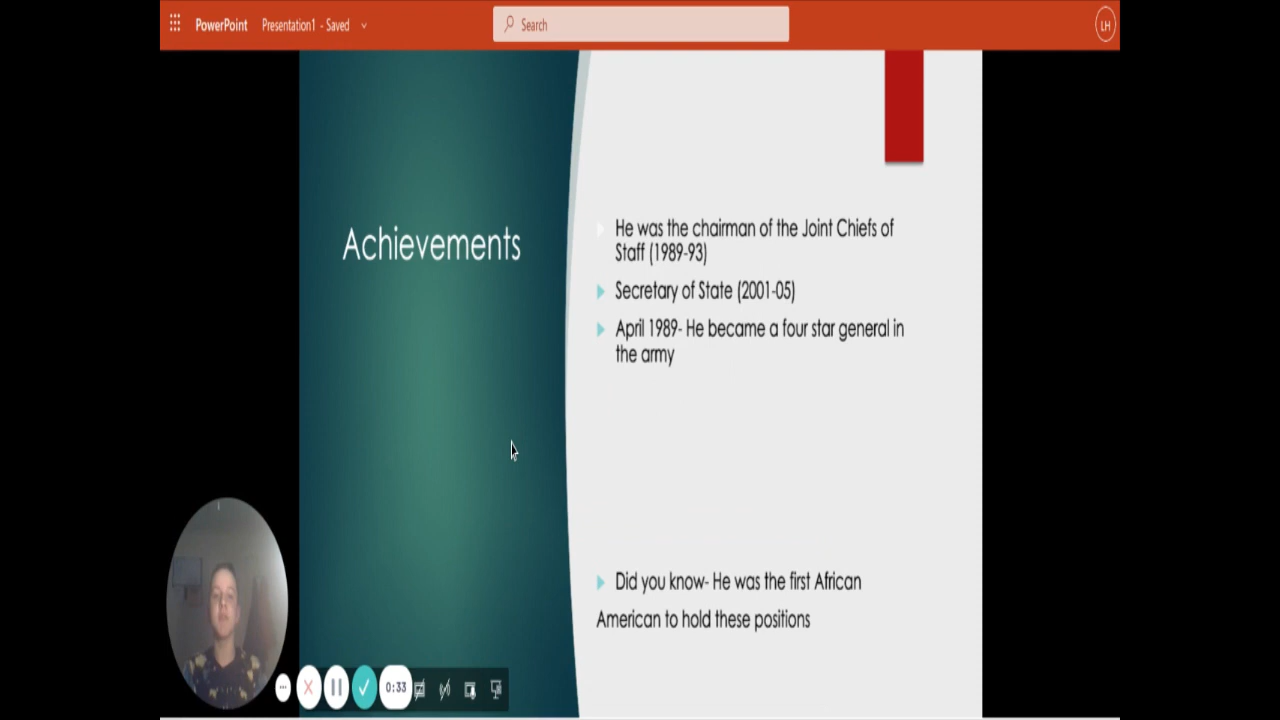 PowerPoint Presentation1 - Saved Search LH
Achievements
He was the chairman of the Joint Chiefs of
Staff (1989-93)
Secretary of State (2001-05)
April 1989- He became a four star general in
the army
Did you know- He was the first African
American to hold these positions
0:33